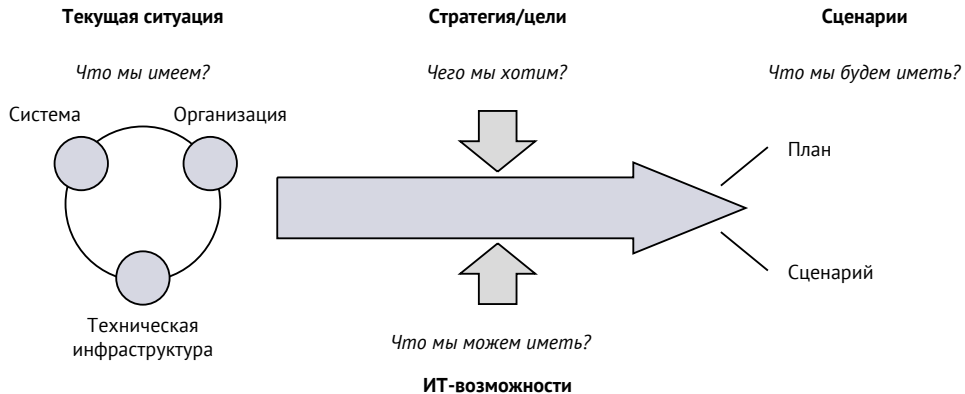 Текущая ситуация
Стратегия/цели
Сценарии
Что мы имеем?
Чего мы хотим?
Что мы будем иметь?
Система
Организация
План
Сценарий
Техническая
инфраструктура
Что мы можем иметь?
ИТ-возможности